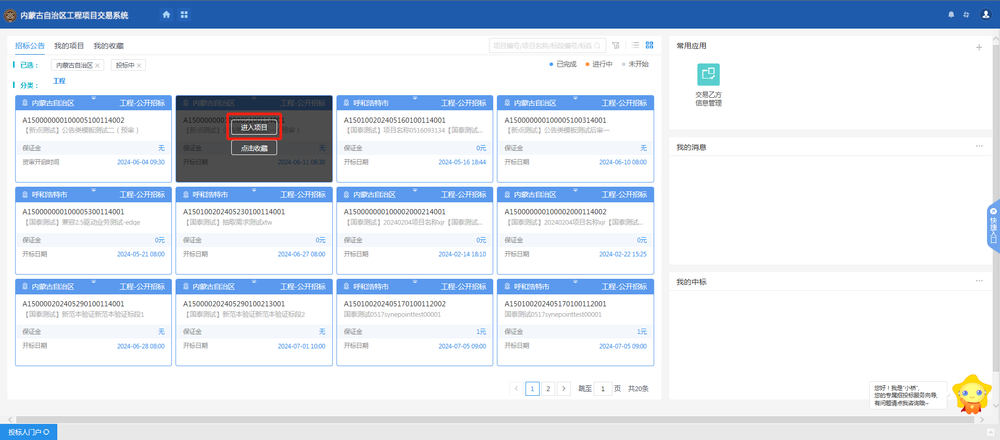 内蒙古自治区工程项目交易系统
招标公告 我的项目 我的收藏
项目编号/项目名称/标段编号/标段
已选： 内蒙古自治区 × 投标中 ×
已完成 进行中 未开始
分类： 工程
内蒙古自治区 工程-公开招标
A150000000100005100114002
【新点测试】公告类模板测试二（预审）
保证金 无
资审开启时间 2024-06-04 09:30
内蒙古自治区 工程-公开招标
A150000000100005100114001
【新点测试】公告类模板测试一（预审）
进入项目
点击收藏
保证金 无
开标日期 2024-06-11 08:30
呼和浩特市 工程-公开招标
A150100202405160100114001
【国泰测试】项目名称0516093134【国泰测试...
保证金 0元
开标日期 2024-05-16 18:44
内蒙古自治区 工程-公开招标
A150000000100005100314001
【新点测试】公告类模板测试后审一
保证金 无
开标日期 2024-06-10 08:00
呼和浩特市 工程-公开招标
A150000000100005300114001
【国泰测试】兼容2.5驱动业务测试-edge
保证金 0元
开标日期 2024-05-21 08:00
呼和浩特市 工程-公开招标
A150100202405230100114001
【国泰测试】抽取需求测试xtw
保证金 0元
开标日期 2024-06-27 08:00
内蒙古自治区 工程-公开招标
A150000000100002000214001
【国泰测试】20240204项目名称xjr【国泰测试...
保证金 0元
开标日期 2024-02-14 18:10
内蒙古自治区 工程-公开招标
A150000000100002000114002
【国泰测试】20240204项目名称xjr【国泰测试...
保证金 0元
开标日期 2024-02-22 15:25
内蒙古自治区 工程-公开招标
A150000202405290100114001
【国泰测试】新范本验证新范本验证标段1
保证金 无
开标日期 2024-06-28 08:00
内蒙古自治区 工程-公开招标
A150000202405290100213001
【国泰测试】新范本验证新范本验证标段2
保证金 无
开标日期 2024-07-01 10:00
呼和浩特市 工程-公开招标
A150100202405170100112002
国泰测试0517synepointtest00001
保证金 1元
开标日期 2024-07-05 09:00
呼和浩特市 工程-公开招标
A150100202405170100112001
国泰测试0517synepointtest00001
保证金 1元
开标日期 2024-07-05 09:00
< 1 2 > 跳至 1 页 共20条
常用应用
交易乙方
信息管理
我的消息
我的中标
快捷入口
您好！我是"小桥",
您的专属招投标服务向导,
有问题请点我咨询哦~
投标人门户